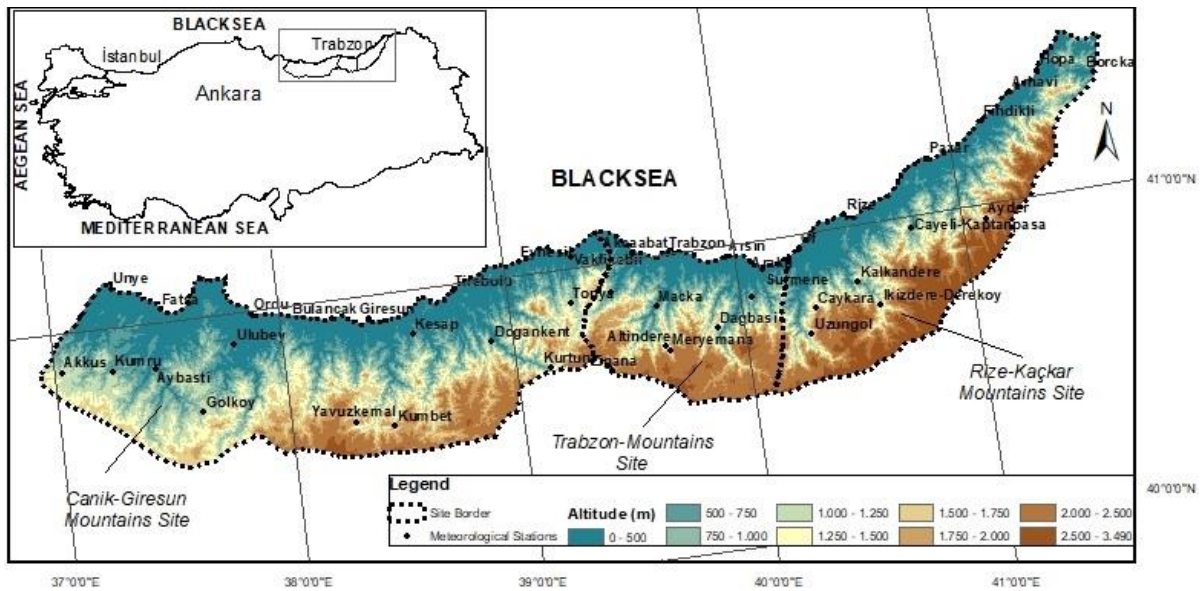 BLACKSEA
İstanbul
Trabzon
Ankara
AEGEAN SEA
MEDITERRANEAN SEA
BLACKSEA
N
Hopa
Borcka
Arhavi
Findikli
Pazar
Ayder
Rize
Cayeli-Kaptanpasa
Of
Kalkandere
Ikizdere-Derekoy
Caykara
Uzungol
Akcaabat
Trabzon
Arsin
Surmene
Vakfikebir
Tonya
Macka
Dagbasi
Altindere
Meryemana
Zigana
Kurtun
Dogankent
Tirebolu
Kesap
Unye
Fatsa
Ordu
Bulancak
Giresun
Ulubey
Akkus
Kumru
Aybasti
Golkoy
Yavuzkemal
Kumbet
Rize-Kaçkar
Mountains Site
Trabzon-Mountains
Site
Canik-Giresun
Mountains Site
41°0'0"N
40°0'0"N
Legend
Site Border
Meteorological Stations
Altitude (m)
0 - 500
500 - 750
750 - 1.000
1.000 - 1.250
1.250 - 1.500
1.500 - 1.750
1.750 - 2.000
2.000 - 2.500
2.500 - 3.490
37°0'0"E
38°0'0"E
39°0'0"E
40°0'0"E
41°0'0"E